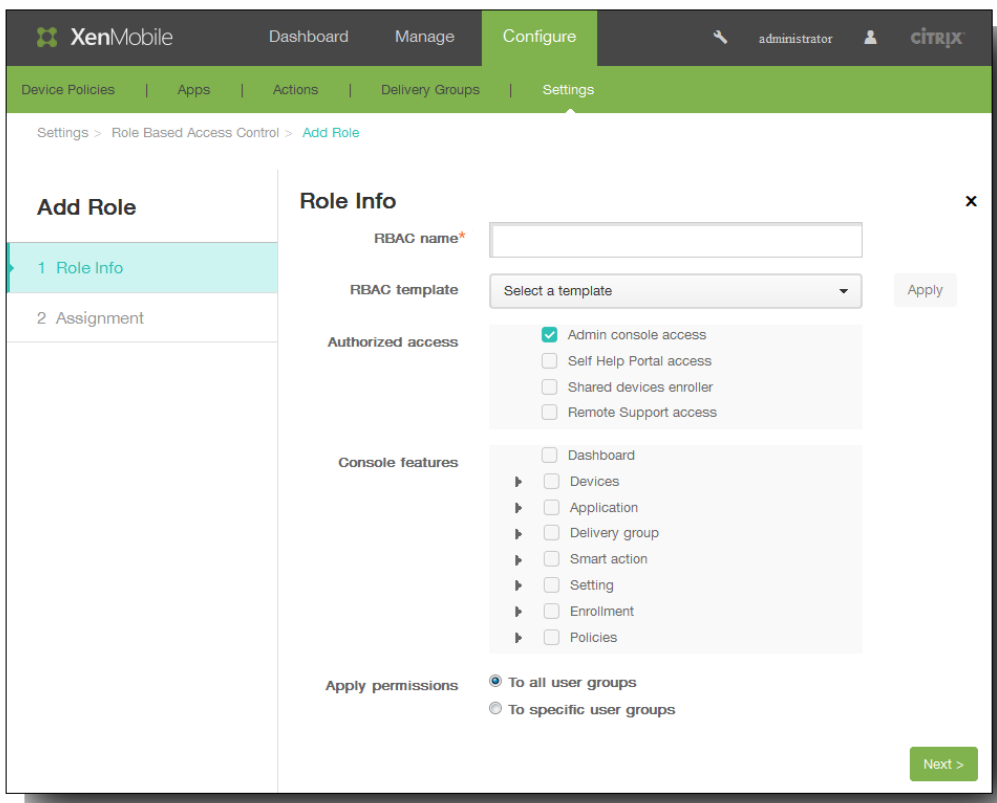 XenMobile Dashboard Manage Configure administrator CITRIX
Device Policies | Apps | Actions | Delivery Groups | Settings
Settings > Role Based Access Control > Add Role
Add Role
1 Role Info
2 Assignment
Role Info
RBAC name*
RBAC template Select a template Apply
Authorized access
Admin console access
Self Help Portal access
Shared devices enroller
Remote Support access
Console features
Dashboard
Devices
Application
Delivery group
Smart action
Setting
Enrollment
Policies
Apply permissions
To all user groups
To specific user groups
Next >